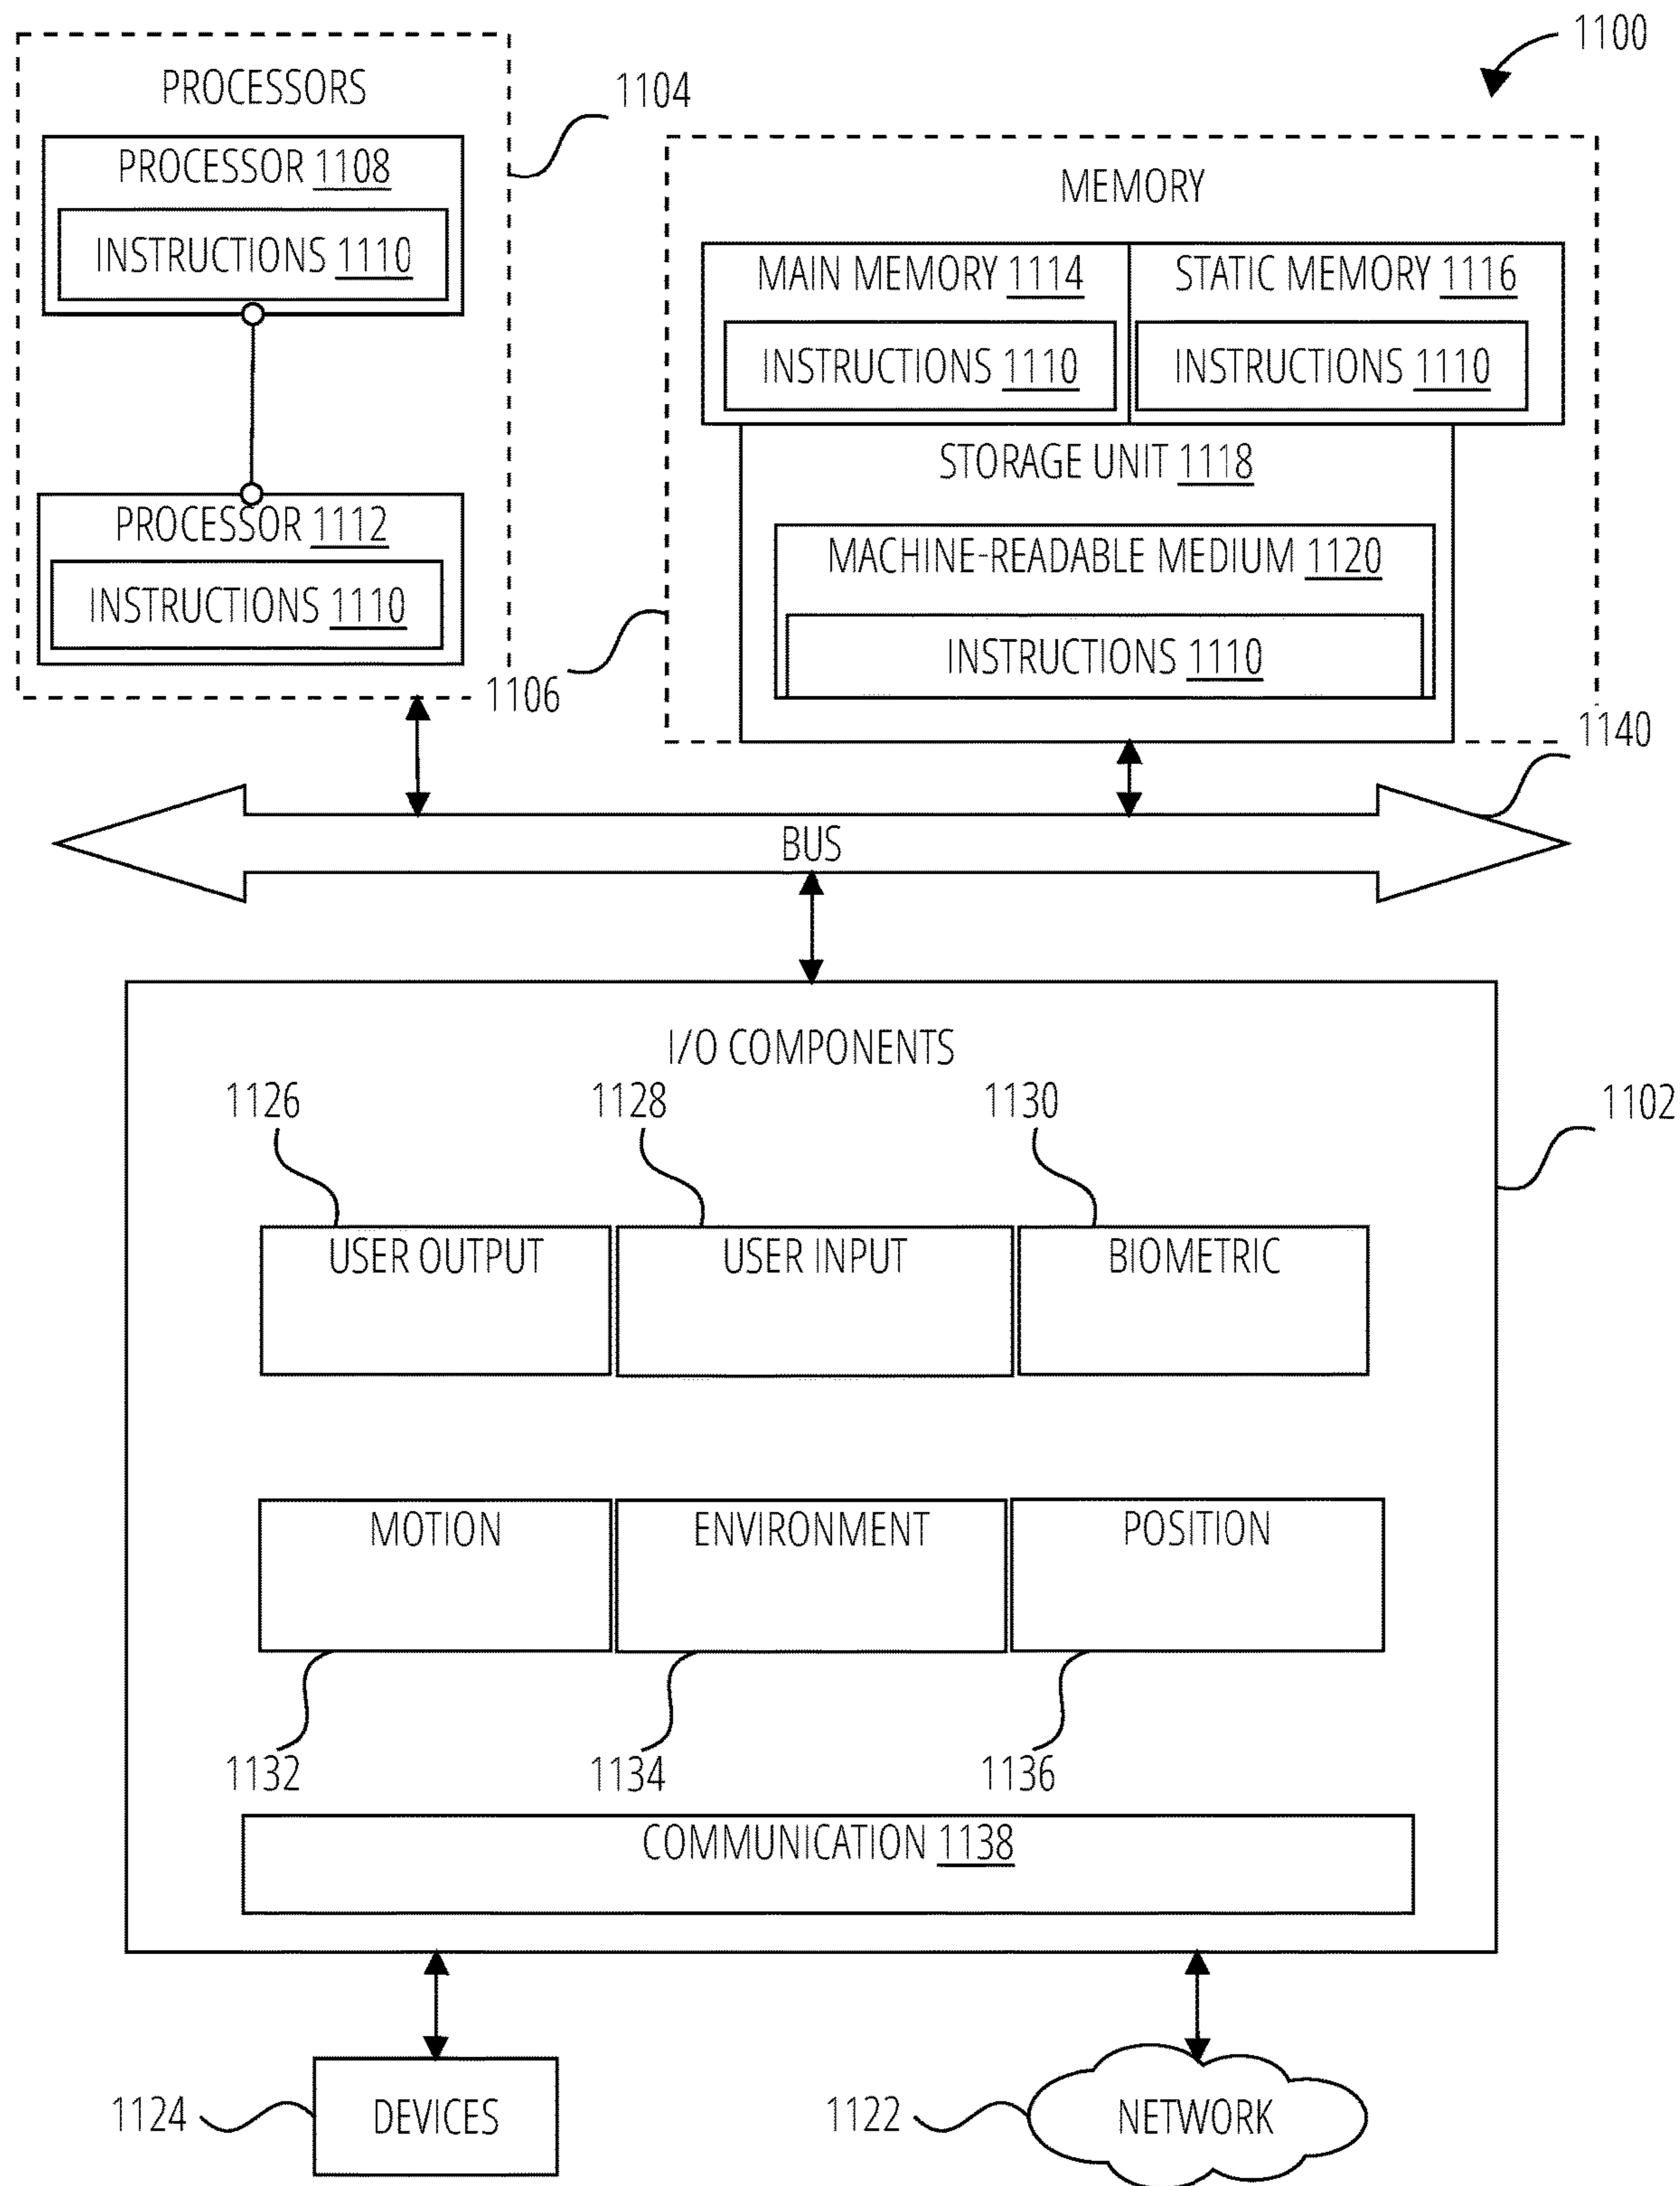 1100
PROCESSORS
1104
PROCESSOR 1108
INSTRUCTIONS 1110
MEMORY
MAIN MEMORY 1114
STATIC MEMORY 1116
INSTRUCTIONS 1110
INSTRUCTIONS 1110
STORAGE UNIT 1118
PROCESSOR 1112
INSTRUCTIONS 1110
MACHINE-READABLE MEDIUM 1120
INSTRUCTIONS 1110
1106
1140
BUS
I/O COMPONENTS
1126
1128
1130
1102
USER OUTPUT
USER INPUT
BIOMETRIC
MOTION
ENVIRONMENT
POSITION
1132
1134
1136
COMMUNICATION 1138
1124
DEVICES
1122
NETWORK